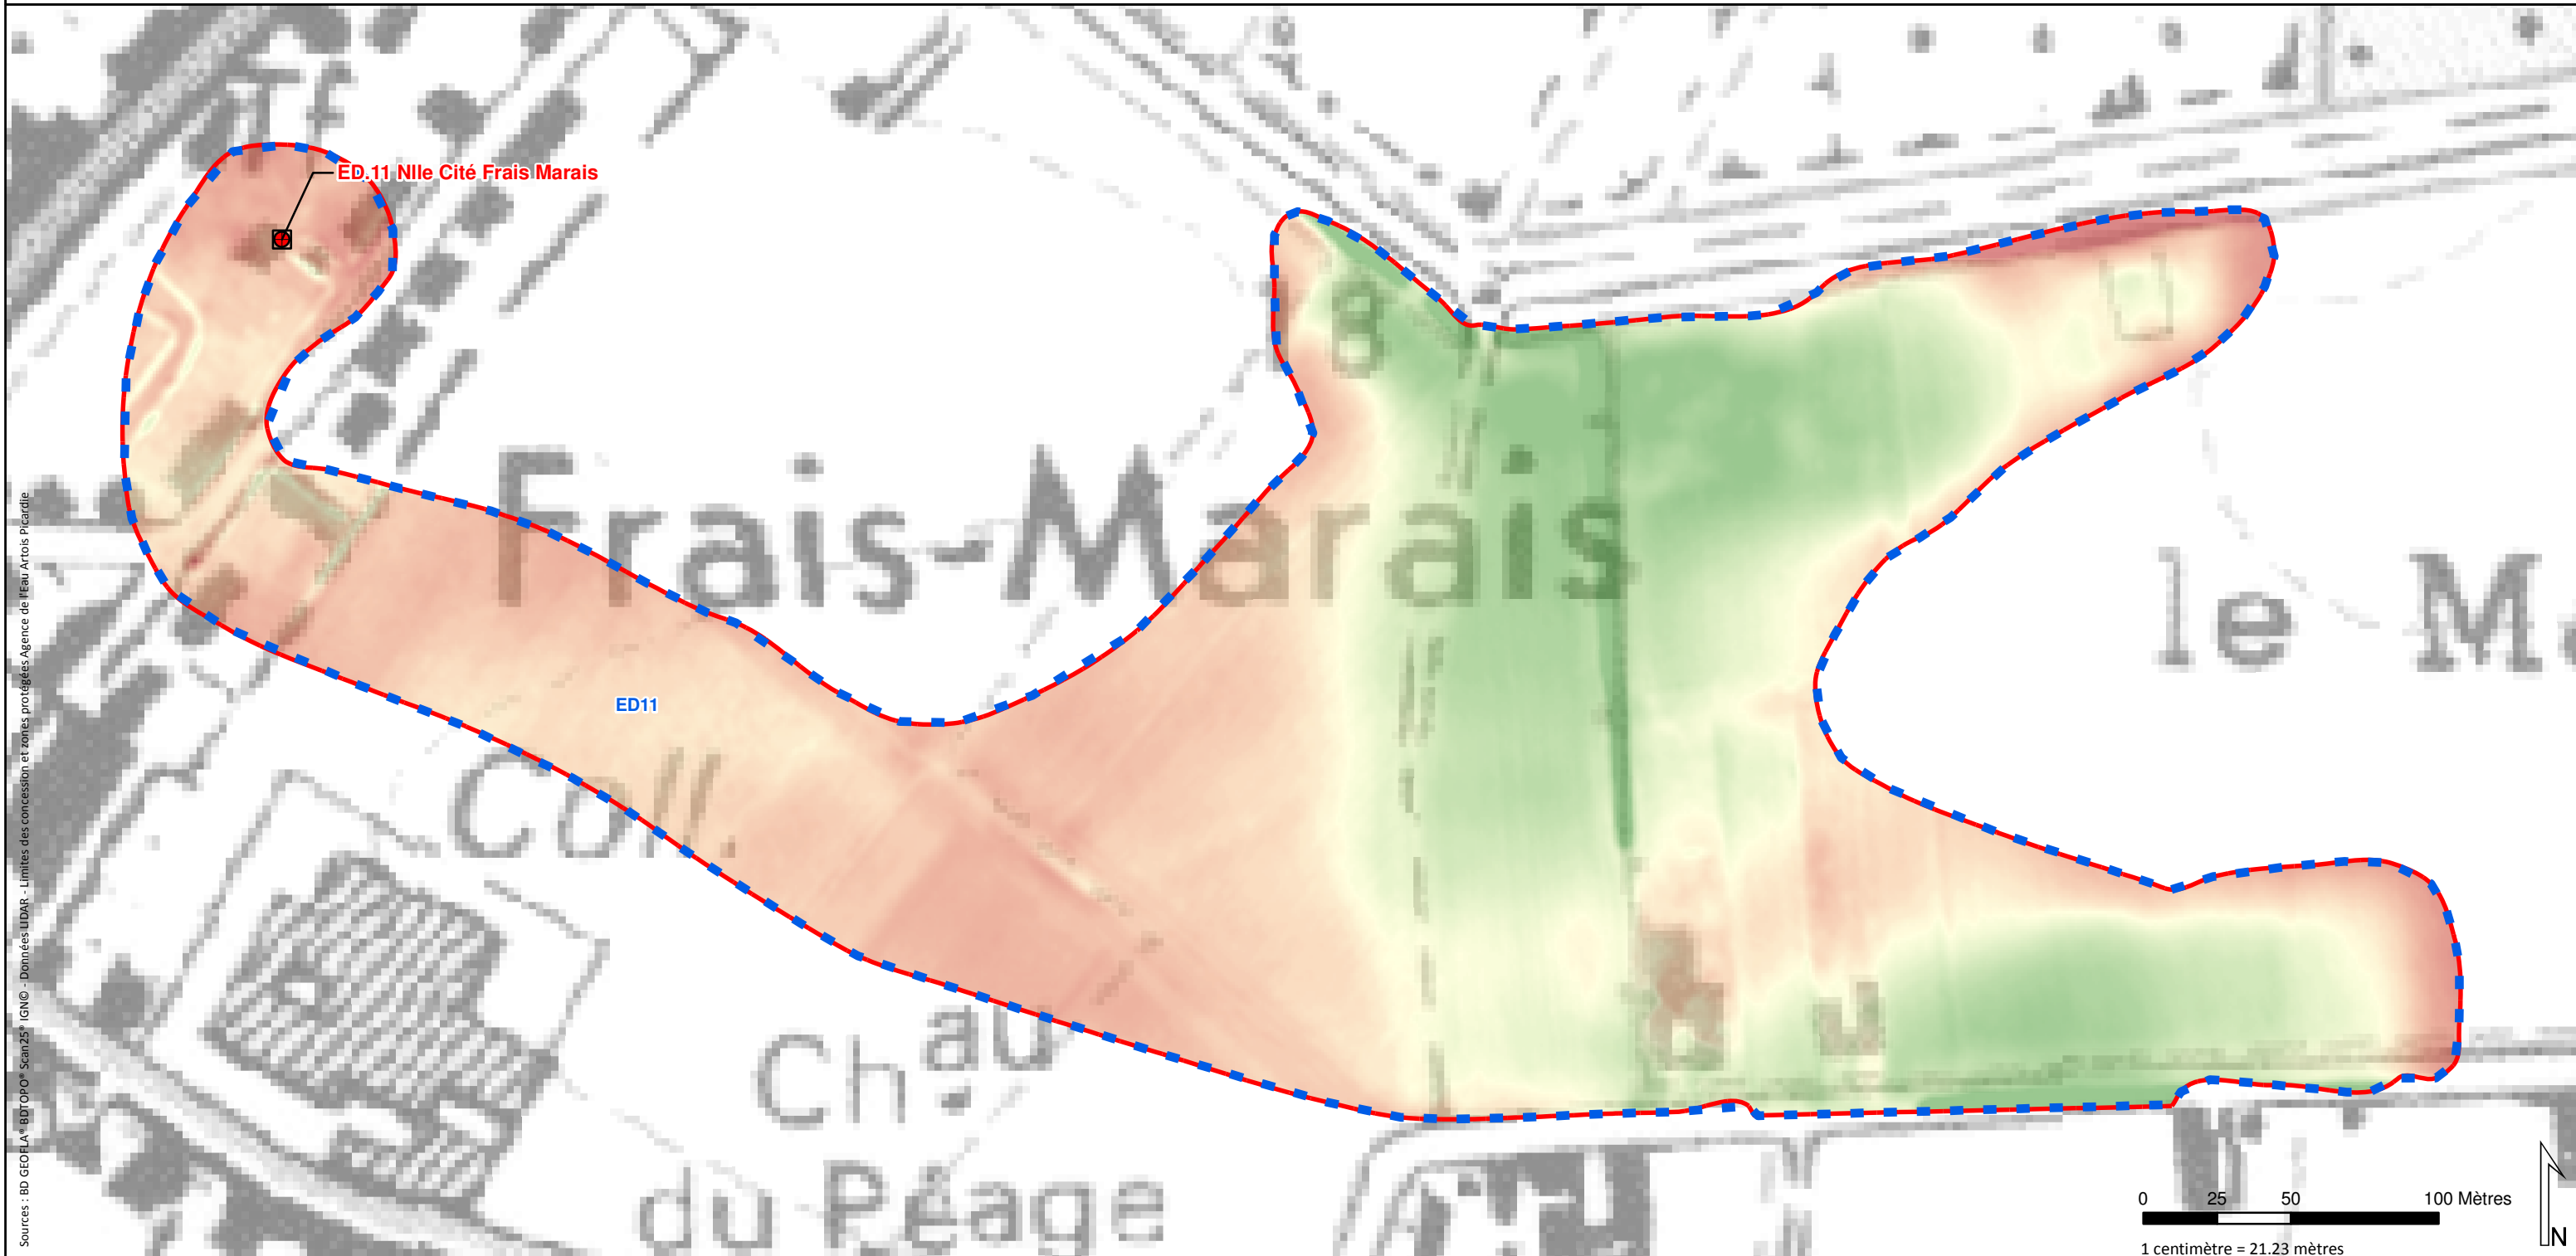 ED.11 Nlle Cité Frais Marais
8
Frais-Marais
le Ma
ED11
Coll.
Chau
du Péage
Sources : BD GEOFLA® BDTOPO® Scan25® IGN© - Données LIDAR - Limites des concession et zones protégées Agence de l'Eau Artois Picardie
0 25 50 100 Mètres
1 centimètre = 21.23 mètres
N